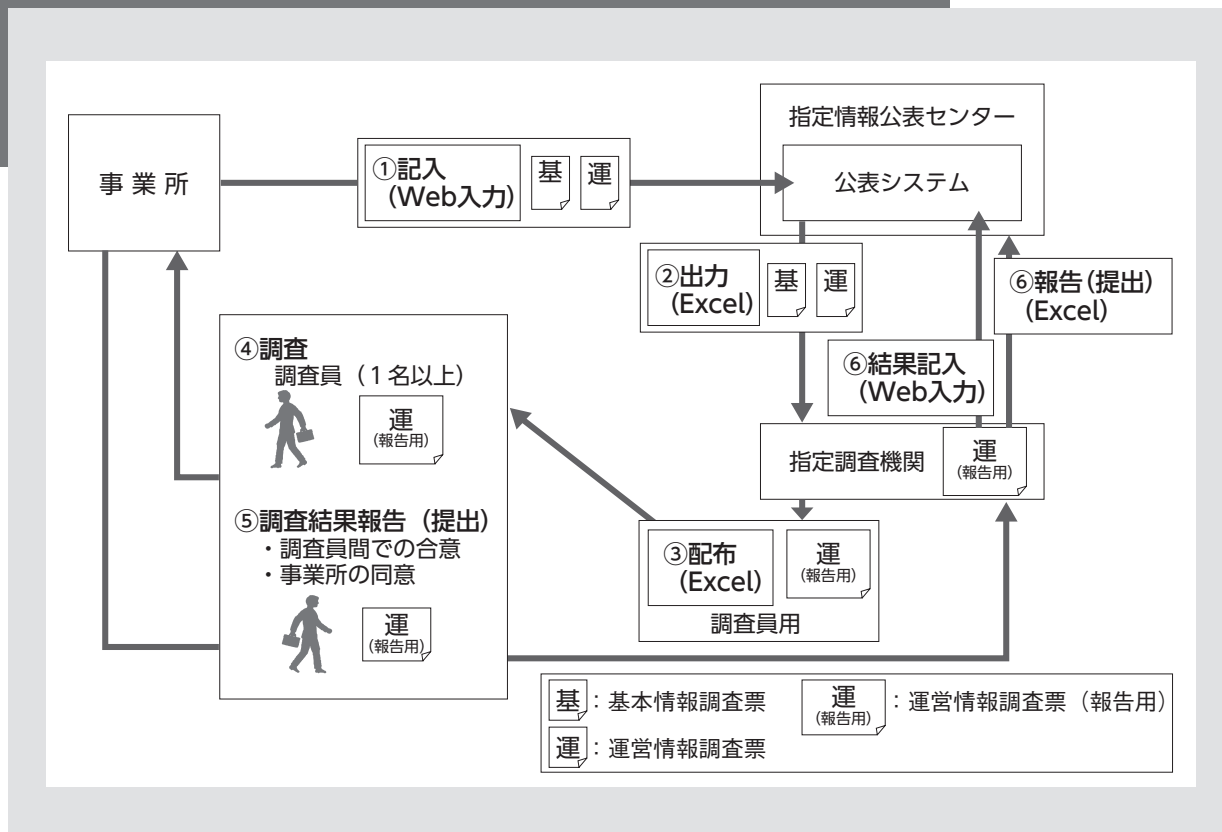 事業所
①記入
(Web入力)
基
運
指定情報公表センター
公表システム
②出力
(Excel)
基
運
⑥報告(提出)
(Excel)
⑥結果記入
(Web入力)
④調査
調査員（1名以上）
運
(報告用)
指定調査機関
運
(報告用)
⑤調査結果報告（提出）
・調査員間での合意
・事業所の同意
運
(報告用)
③配布
(Excel)
運
(報告用)
調査員用
基：基本情報調査票
運
(報告用)
：運営情報調査票（報告用）
運：運営情報調査票